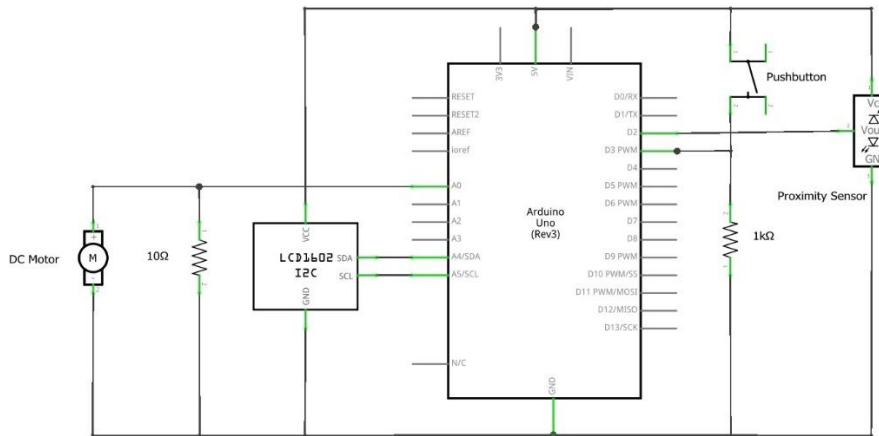 3V3
5V
VIN
RESET
RESET2
AREF
ioref
A0
A1
A2
A3
A4/SDA
A5/SCL
N/C
Arduino
Uno
(Rev3)
D0/RX
D1/TX
D2
D3 PWM
D4
D5 PWM
D6 PWM
D7
D8
D9 PWM
D10 PWM/SS
D11 PWM/MOSI
D12/MISO
D13/SCK
GND
DC Motor
+
M
10Ω
VCC
LCD1602
I2C
SDA
SCL
GND
Pushbutton
Vc
Vou
GN
Proximity Sensor
1kΩ